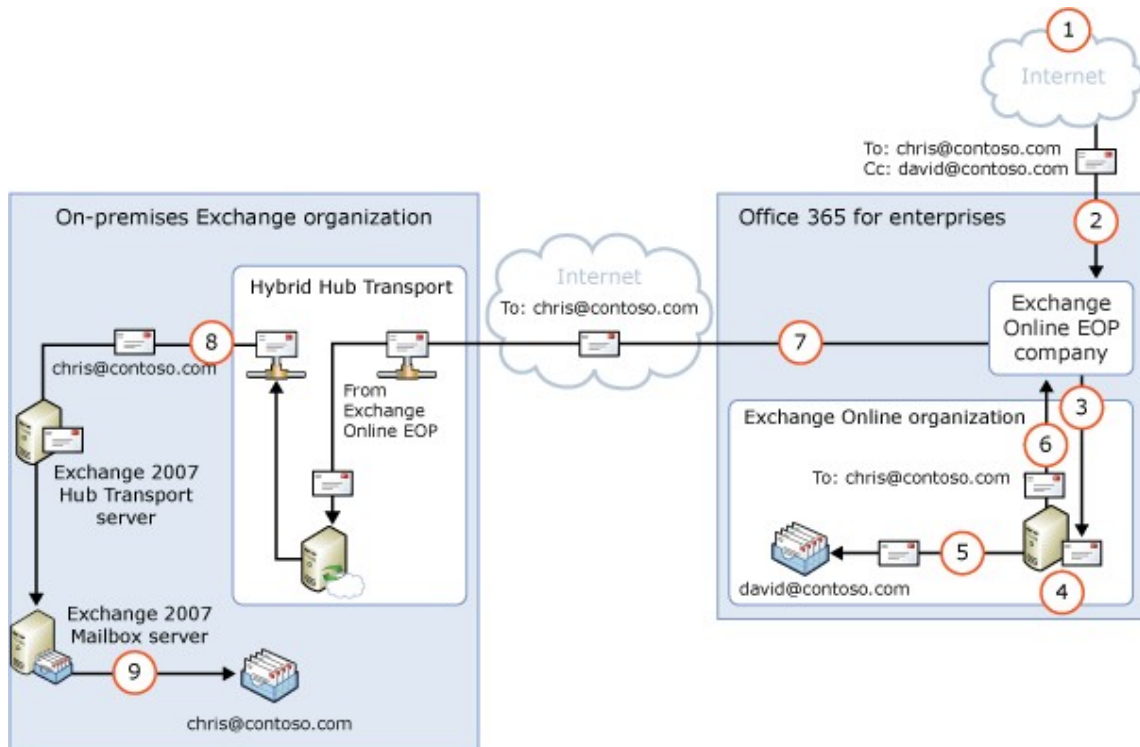 1
Internet
To: chris@contoso.com
Cc: david@contoso.com
2
On-premises Exchange organization
Office 365 for enterprises
Hybrid Hub Transport
Internet
To: chris@contoso.com
Exchange
Online EOP
company
8
7
chris@contoso.com
From
Exchange
Online EOP
3
Exchange Online organization
6
To: chris@contoso.com
Exchange 2007
Hub Transport
server
5
david@contoso.com
4
Exchange 2007
Mailbox server
9
chris@contoso.com